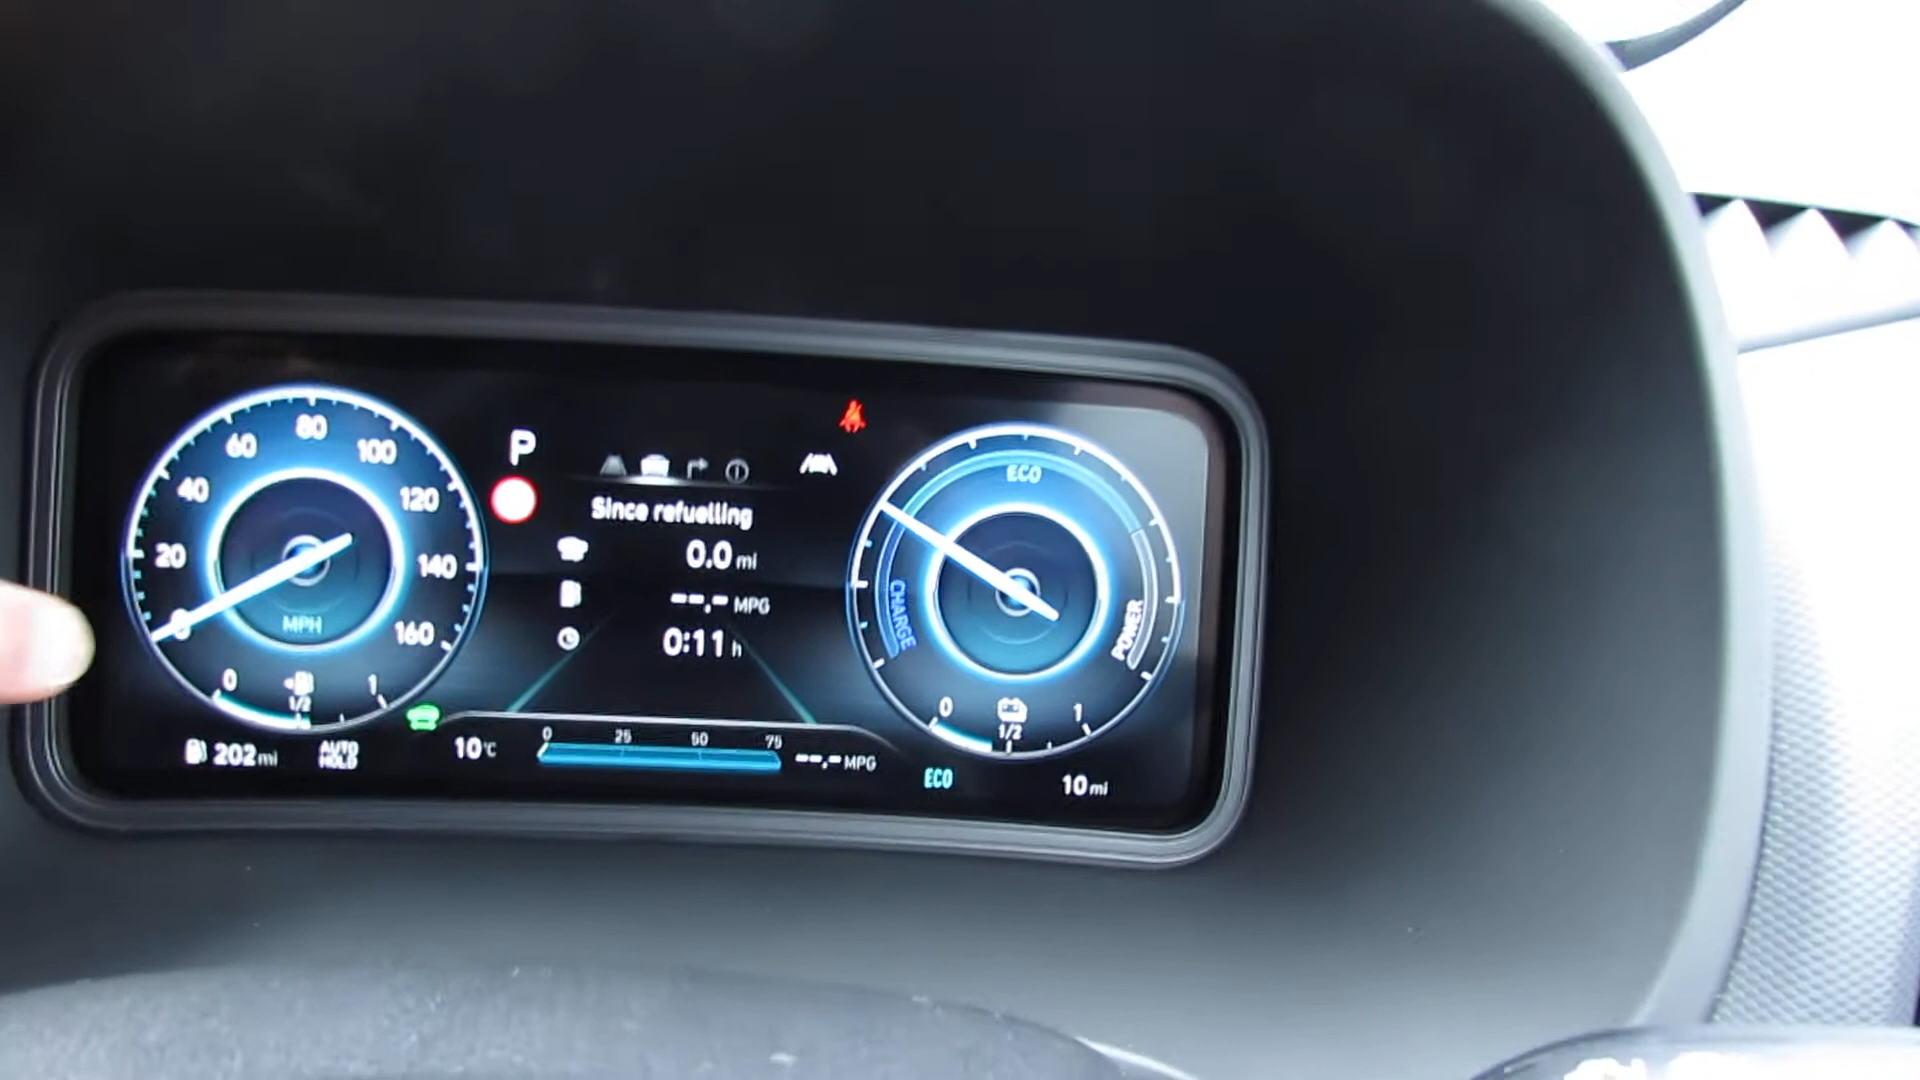 0
20
40
60
80
100
120
140
160
MPH
0
1/2
1
202 mi
AUTO
HOLD
P
Since refuelling
0.0 mi
--.- MPG
0:11 h
10°C
0 25 50 75
--.- MPG
ECO
CHARGE
POWER
0
1/2
1
ECO
10 mi